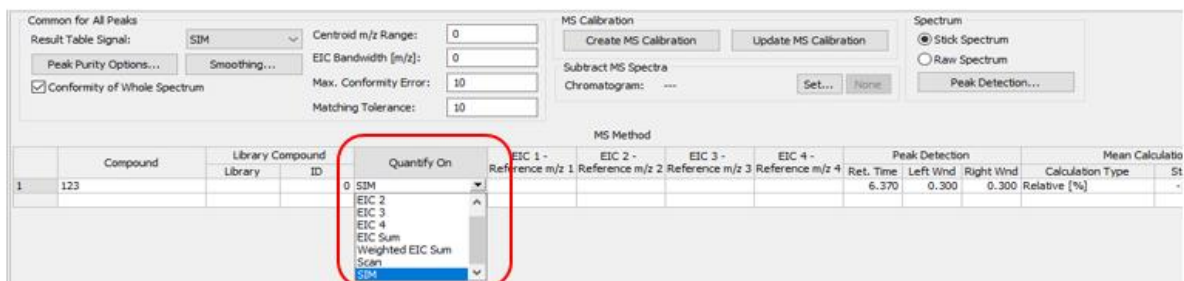 Common for All Peaks
Result Table Signal: SIM
Peak Purity Options... Smoothing...
Conformity of Whole Spectrum
Centroid m/z Range: 0
EIC Bandwidth [m/z]: 0
Max. Conformity Error: 10
Matching Tolerance: 10
MS Calibration
Create MS Calibration Update MS Calibration
Subtract MS Spectra
Chromatogram: --- Set... None
Spectrum
Stick Spectrum
Raw Spectrum
Peak Detection...
MS Method
Compound Library Compound Quantify On EIC 1 - EIC 2 - EIC 3 - EIC 4 - Peak Detection Mean Calculatio
Library ID Reference m/z 1 Reference m/z 2 Reference m/z 3 Reference m/z 4 Ret. Time Left Wnd Right Wnd Calculation Type St
1 123 0 SIM 6.370 0.300 0.300 Relative [%] -
EIC 2
EIC 3
EIC 4
EIC Sum
Weighted EIC Sum
Scan
SIM